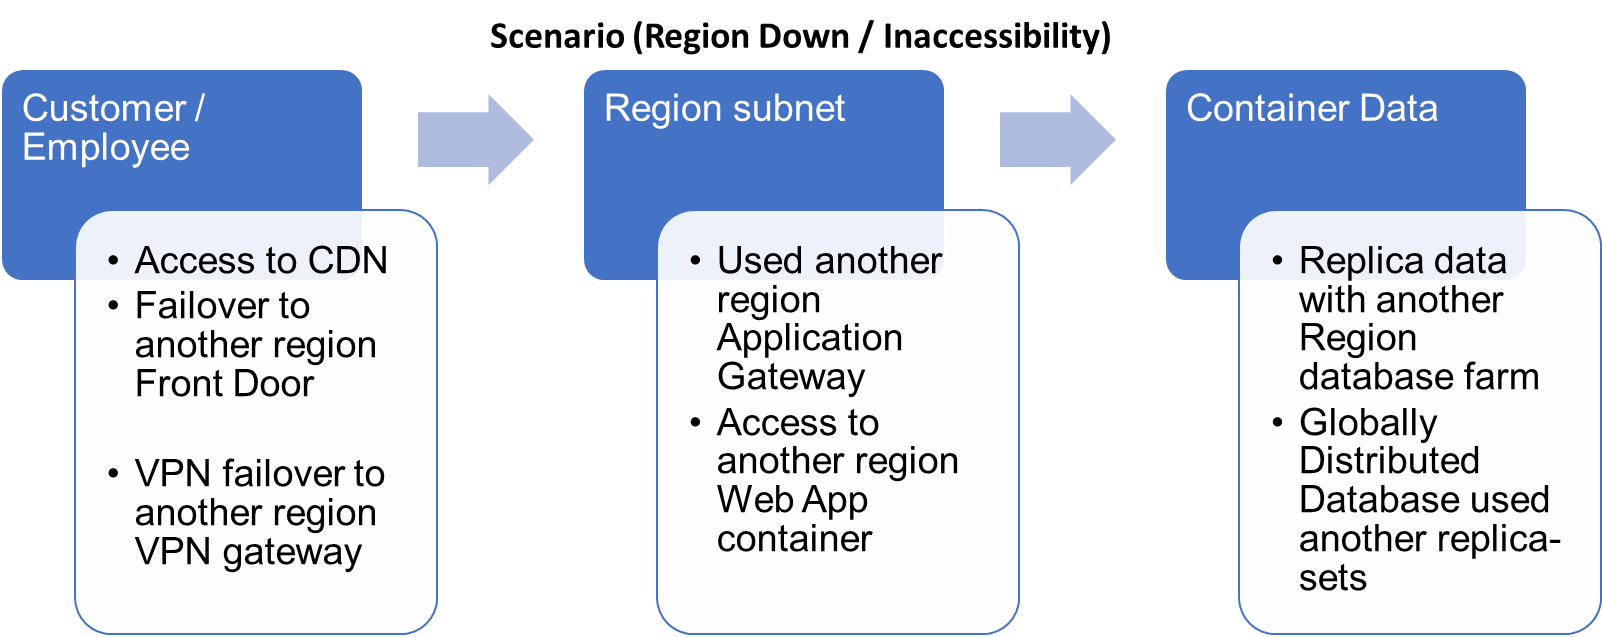 Scenario (Region Down / Inaccessibility)
Customer /
Employee
• Access to CDN
• Failover to
another region
Front Door
• VPN failover to
another region
VPN gateway
Region subnet
• Used another
region
Application
Gateway
• Access to
another region
Web App
container
Container Data
• Replica data
with another
Region
database farm
• Globally
Distributed
Database used
another replica-
sets